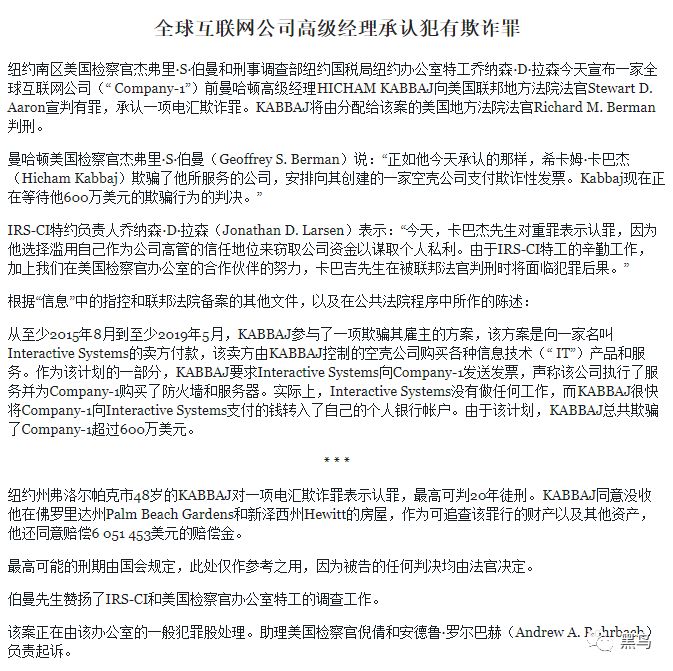 全球互联网公司高级经理承认犯有欺诈罪
纽约南区美国检察官杰弗里·S·伯曼和刑事调查部纽约国税局纽约办公室特工乔纳森·D·拉森今天宣布一家全
球互联网公司（“ Company-1”）前曼哈顿高级经理HICHAM KABBAJ向美国联邦地方法院法官Stewart D.
Aaron宣判有罪，承认一项电汇欺诈罪。KABBAJ将由分配给该案的美国地方法院法官Richard M. Berman
判刑。
曼哈顿美国检察官杰弗里·S·伯曼（Geoffrey S. Berman）说：“正如他今天承认的那样，希卡姆·卡巴杰
（Hicham Kabbaj）欺骗了他所服务的公司，安排向其创建的一家空壳公司支付欺诈性发票。Kabbaj现在正
在等待他600万美元的欺骗行为的判决。”
IRS-CI特约负责人乔纳森·D·拉森（Jonathan D. Larsen）表示：“今天，卡巴杰先生对重罪表示认罪，因为
他选择滥用自己作为公司高管的信任地位来窃取公司资金以谋取个人私利。由于IRS-CI特工的辛勤工作，
加上我们在美国检察官办公室的合作伙伴的努力，卡巴吉先生在被联邦法官判刑时将面临犯罪后果。”
根据“信息”中的指控和联邦法院备案的其他文件，以及在公共法院程序中所作的陈述：
从至少2015年8月到至少2019年5月，KABBAJ参与了一项欺骗其雇主的方案，该方案是向一家名叫
Interactive Systems的卖方付款，该卖方由KABBAJ控制的空壳公司购买各种信息技术（“ IT”）产品和服
务。作为该计划的一部分，KABBAJ要求Interactive Systems向Company-1发送发票，声称该公司执行了服
务并为Company-1购买了防火墙和服务器。实际上，Interactive Systems没有做任何工作，而KABBAJ很快
将Company-1向Interactive Systems支付的钱转入了自己的个人银行帐户。由于该计划，KABBAJ总共欺骗
了Company-1超过600万美元。
* * *
纽约州弗洛尔帕克市48岁的KABBAJ对一项电汇欺诈罪表示认罪，最高可判20年徒刑。KABBAJ同意没收
他在佛罗里达州Palm Beach Gardens和新泽西州Hewitt的房屋，作为可追查该罪行的财产以及其他资产，
他还同意赔偿6 051 453美元的赔偿金。
最高可能的刑期由国会规定，此处仅作参考之用，因为被告的任何判决均由法官决定。
伯曼先生赞扬了IRS-CI和美国检察官办公室特工的调查工作。
该案正在由该办公室的一般犯罪股处理。助理美国检察官倪倩和安德鲁·罗尔巴赫（Andrew A. Rohrbach）
负责起诉。
黑鸟